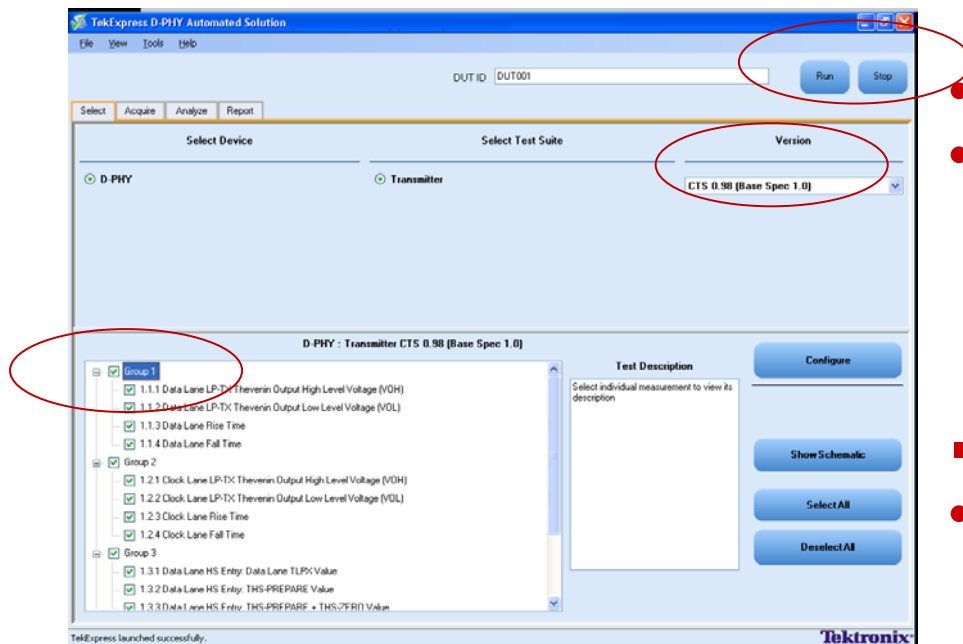 TekExpress D-PHY Automated Solution
File View Tools Help
DUT ID DUT001 Run Stop
Select Acquire Analyze Report
Select Device Select Test Suite Version
D-PHY Transmitter CTS 0.98 (Base Spec 1.0)
D-PHY : Transmitter CTS 0.98 (Base Spec 1.0)
Group 1
1.1.1 Data Lane LP-TX Thevenin Output High Level Voltage (VOH)
1.1.2 Data Lane LP-TX Thevenin Output Low Level Voltage (VOL)
1.1.3 Data Lane Rise Time
1.1.4 Data Lane Fall Time
Group 2
1.2.1 Clock Lane LP-TX Thevenin Output High Level Voltage (VOH)
1.2.2 Clock Lane LP-TX Thevenin Output Low Level Voltage (VOL)
1.2.3 Clock Lane Rise Time
1.2.4 Clock Lane Fall Time
Group 3
1.3.1 Data Lane HS Entry: Data Lane TLPX Value
1.3.2 Data Lane HS Entry: THS-PREPARE Value
1.3.3 Data Lane HS Entry: THS-PREPARE + THS-ZERO Value
Test Description
Select individual measurement to view its
description
Configure
Show Schematic
Select All
Deselect All
TekExpress launched successfully.
Tektronix